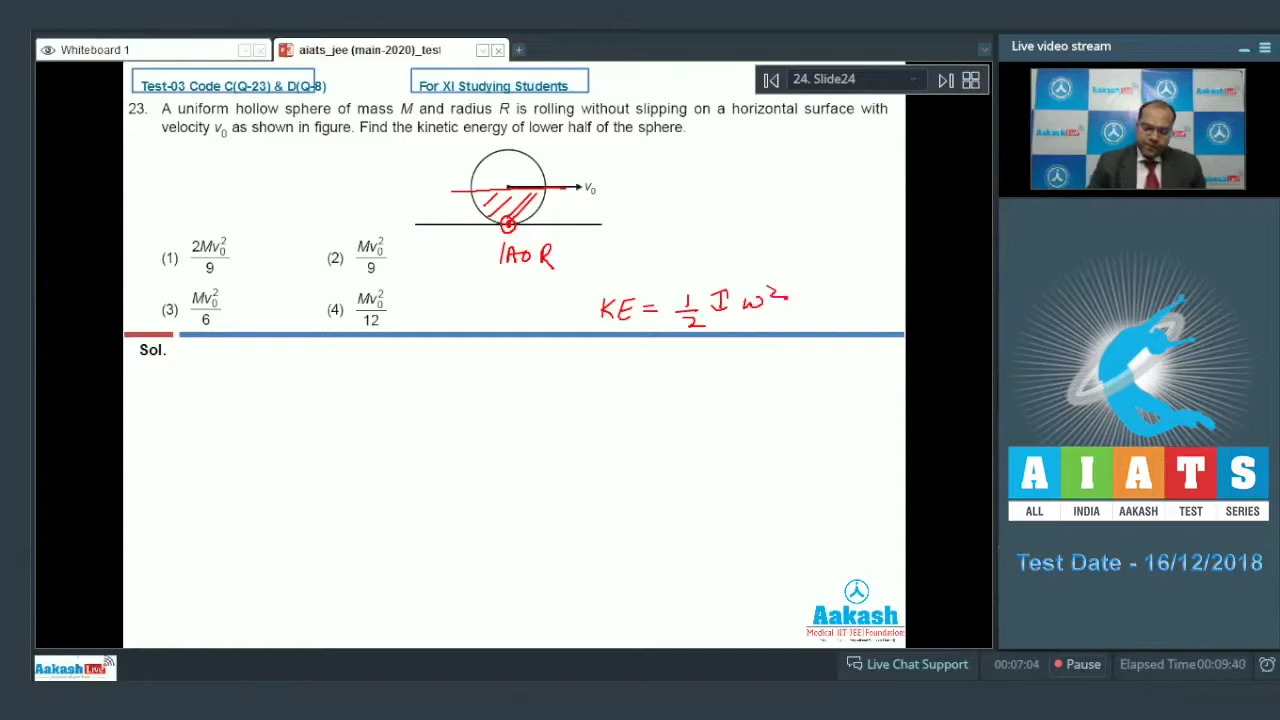 Whiteboard 1
aiats_jee (main-2020)_test
Live video stream
Test-03 Code C(Q-23) & D(Q-8)
For XI Studying Students
24. Slide24
23. A uniform hollow sphere of mass M and radius R is rolling without slipping on a horizontal surface with
velocity v₀ as shown in figure. Find the kinetic energy of lower half of the sphere.
v₀
IAOR
(1) 2Mv₀²/9
(2) Mv₀²/9
(3) Mv₀²/6
(4) Mv₀²/12
KE = 1/2 I ω²
Sol.
AakashLive
A I A T S
ALL INDIA AAKASH TEST SERIES
Test Date - 16/12/2018
Aakash
Medical|IIT-JEE|Foundations
Aakash Live
Live Chat Support
00:07:04
Pause
Elapsed Time 00:09:40